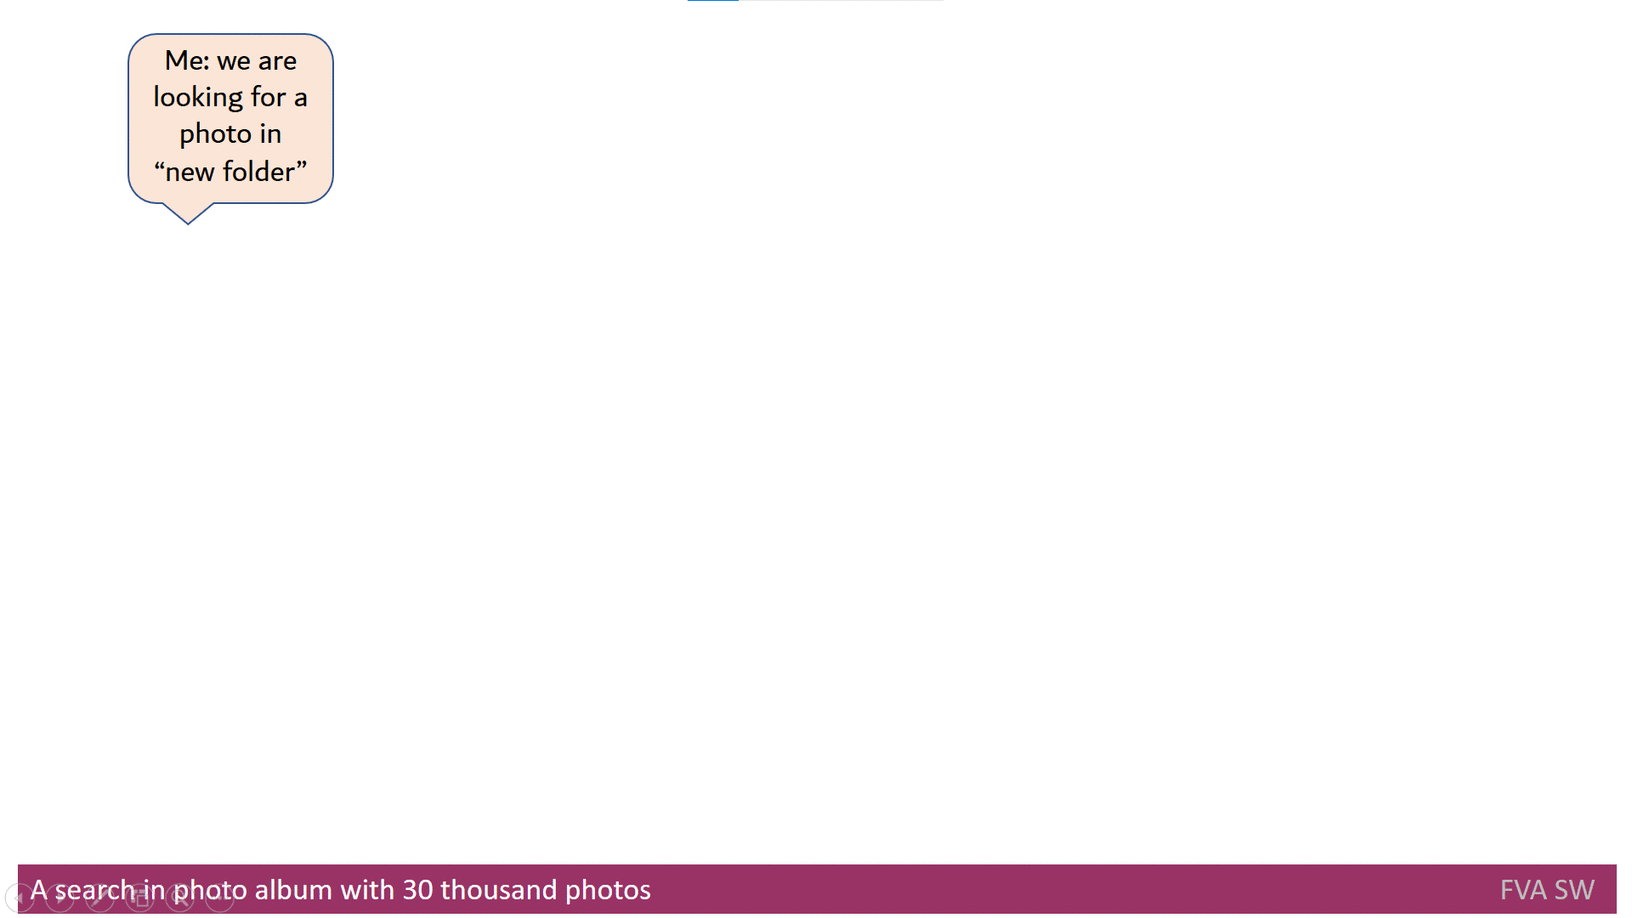 Me: we are
looking for a
photo in
“new folder”
A search in photo album with 30 thousand photos
FVA SW